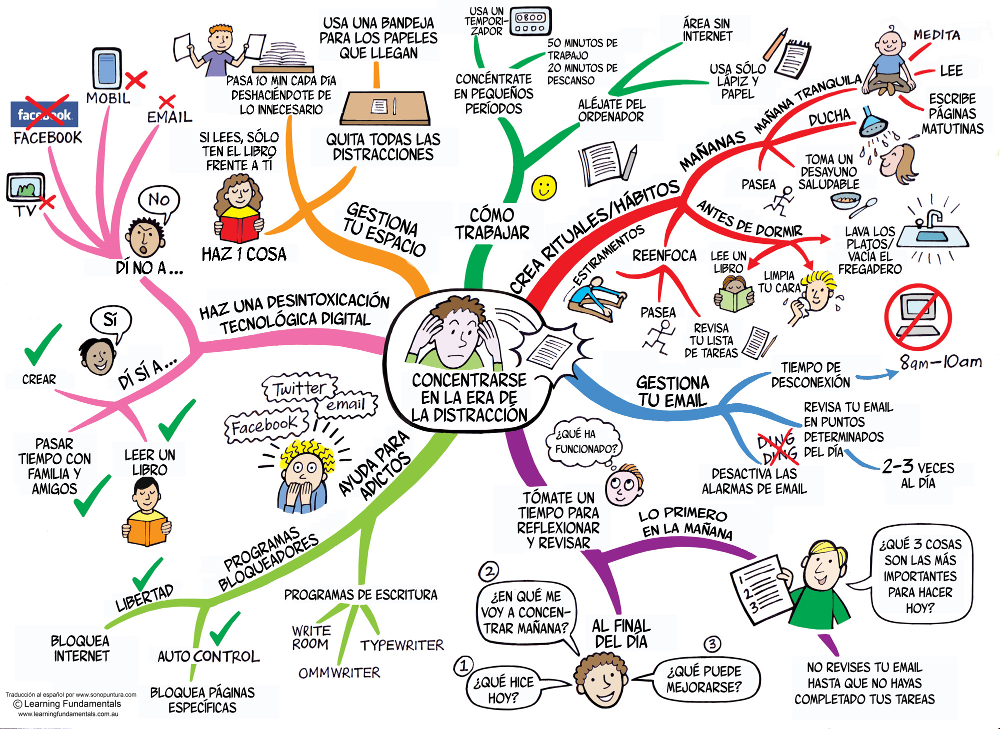 CONCENTRARSE
EN LA ERA DE
LA DISTRACCIÓN
CÓMO
TRABAJAR
CONCÉNTRATE
EN PEQUEÑOS
PERÍODOS
USA UN
TEMPORI-
ZADOR
0800
50 MINUTOS DE
TRABAJO
20 MINUTOS DE
DESCANSO
ALÉJATE DEL
ORDENADOR
ÁREA SIN
INTERNET
USA SÓLO
LÁPIZ Y
PAPEL
CREA RITUALES/HÁBITOS
MAÑANAS
MAÑANA TRANQUILA
MEDITA
LEE
ESCRIBE
PÁGINAS
MATUTINAS
DUCHA
TOMA UN
DESAYUNO
SALUDABLE
PASEA
ANTES DE DORMIR
LAVA LOS
PLATOS/
VACÍA EL
FREGADERO
LIMPIA
TU CARA
LEE UN
LIBRO
REENFOCA
ESTIRAMIENTOS
PASEA
REVISA
TU LISTA
DE TAREAS
GESTIONA
TU EMAIL
TIEMPO DE
DESCONEXIÓN
8am-10am
REVISA TU EMAIL
EN PUNTOS
DETERMINADOS
DEL DÍA
2-3 VECES
AL DÍA
DING
DING
DESACTIVA LAS
ALARMAS DE EMAIL
TÓMATE UN
TIEMPO PARA
REFLEXIONAR
Y REVISAR
¿QUÉ HA
FUNCIONADO?
LO PRIMERO
EN LA MAÑANA
1
2
3
¿QUÉ 3 COSAS
SON LAS MÁS
IMPORTANTES
PARA HACER
HOY?
NO REVISES TU EMAIL
HASTA QUE NO HAYAS
COMPLETADO TUS TAREAS
AL FINAL
DEL DÍA
1
¿QUÉ HICE
HOY?
2
¿EN QUÉ ME
VOY A CONCEN-
TRAR MAÑANA?
3
¿QUÉ PUEDE
MEJORARSE?
AYUDA PARA
ADICTOS
Twitter
email
Facebook
PROGRAMAS DE ESCRITURA
WRITE
ROOM
OMMWRITER
TYPEWRITER
PROGRAMAS
BLOQUEADORES
LIBERTAD
BLOQUEA
INTERNET
AUTO CONTROL
BLOQUEA PÁGINAS
ESPECÍFICAS
HAZ UNA DESINTOXICACIÓN
TECNOLÓGICA DIGITAL
DÍ SÍ A ...
Sí
CREAR
PASAR
TIEMPO CON
FAMILIA Y
AMIGOS
LEER UN
LIBRO
DÍ NO A ...
NO
TV
facebook
FACEBOOK
MOBIL
EMAIL
GESTIONA
TU ESPACIO
HAZ 1 COSA
SI LEES, SÓLO
TEN EL LIBRO
FRENTE A TÍ
PASA 10 MIN CADA DÍA
DESHACIÉNDOTE DE
LO INNECESARIO
QUITA TODAS LAS
DISTRACCIONES
USA UNA BANDEJA
PARA LOS PAPELES
QUE LLEGAN
Traducción al español por www.sonopuntura.com
© Learning Fundamentals
www.learningfundamentals.com.au